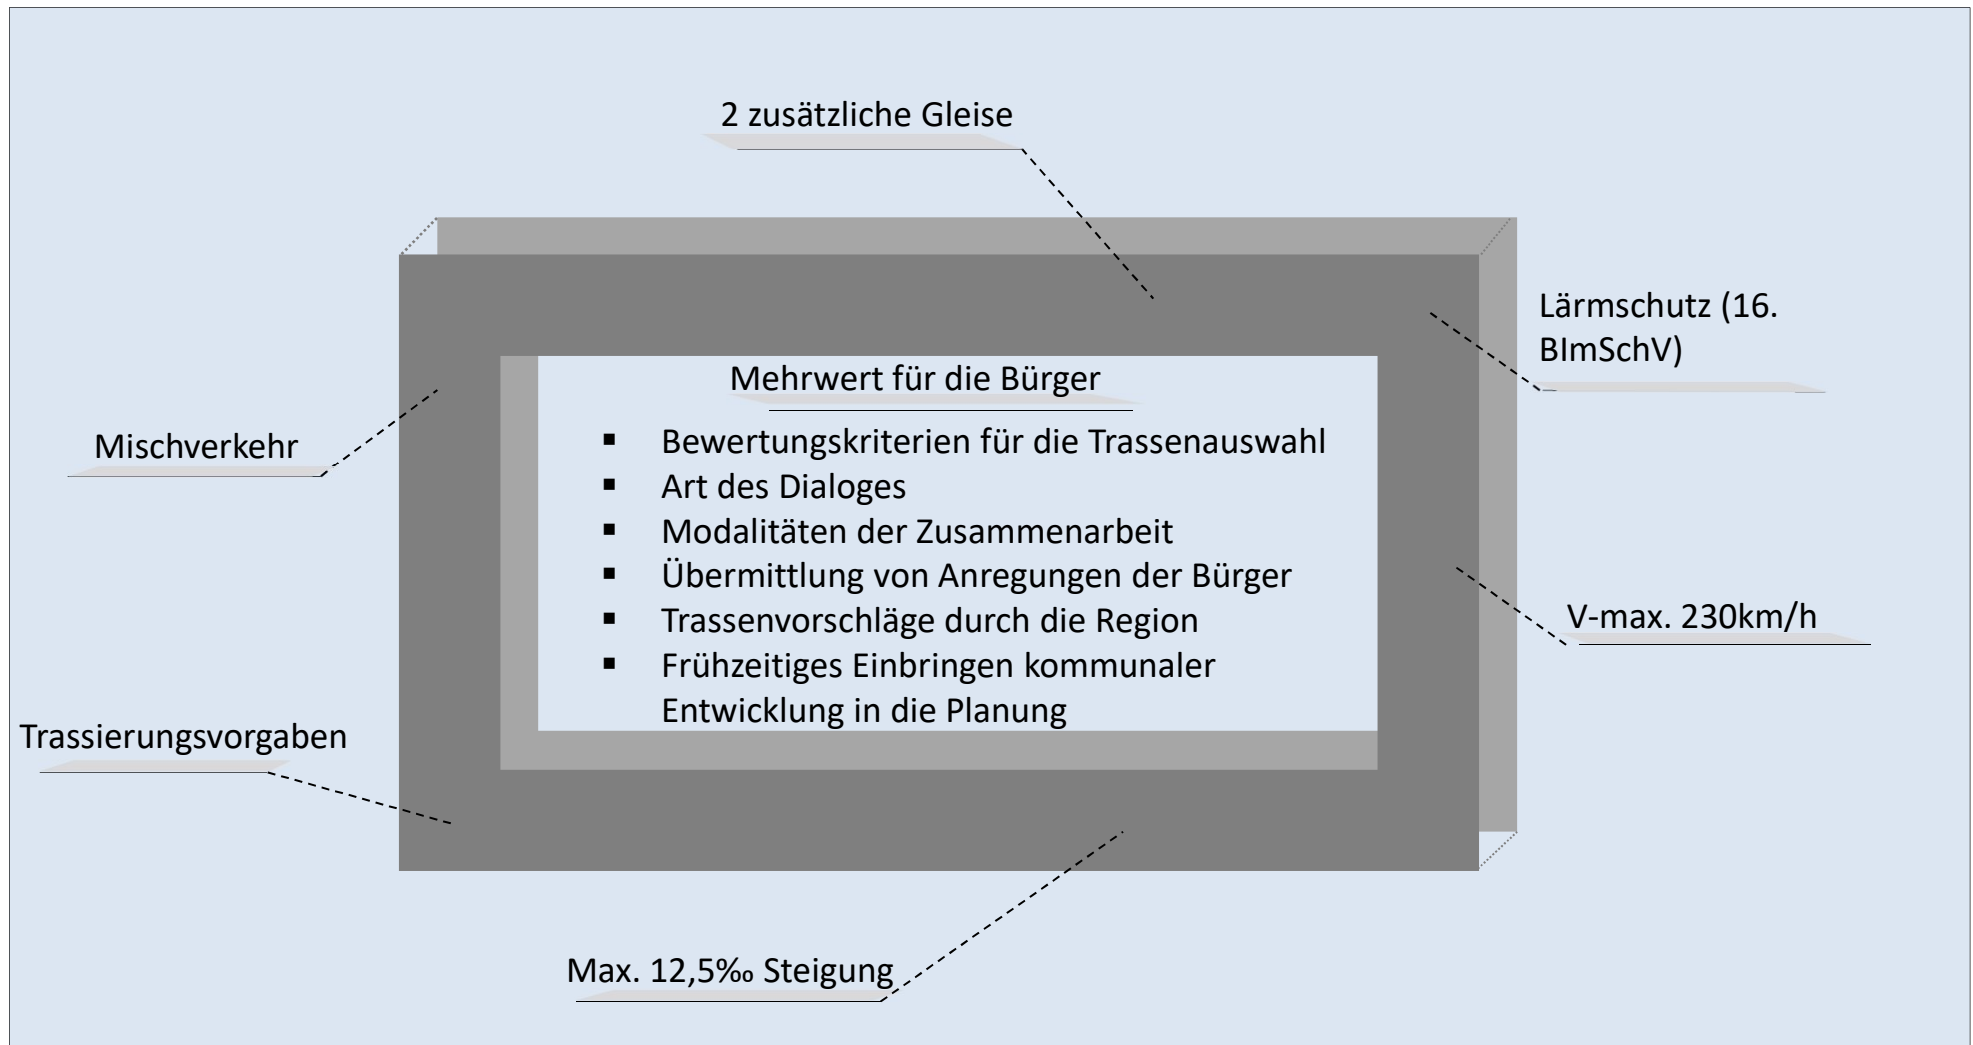 2 zusätzliche Gleise
Lärmschutz (16.
BImSchV)
Mehrwert für die Bürger
Mischverkehr
▪ Bewertungskriterien für die Trassenauswahl
▪ Art des Dialoges
▪ Modalitäten der Zusammenarbeit
▪ Übermittlung von Anregungen der Bürger
▪ Trassenvorschläge durch die Region
▪ Frühzeitiges Einbringen kommunaler
Entwicklung in die Planung
V-max. 230km/h
Trassierungsvorgaben
Max. 12,5‰ Steigung